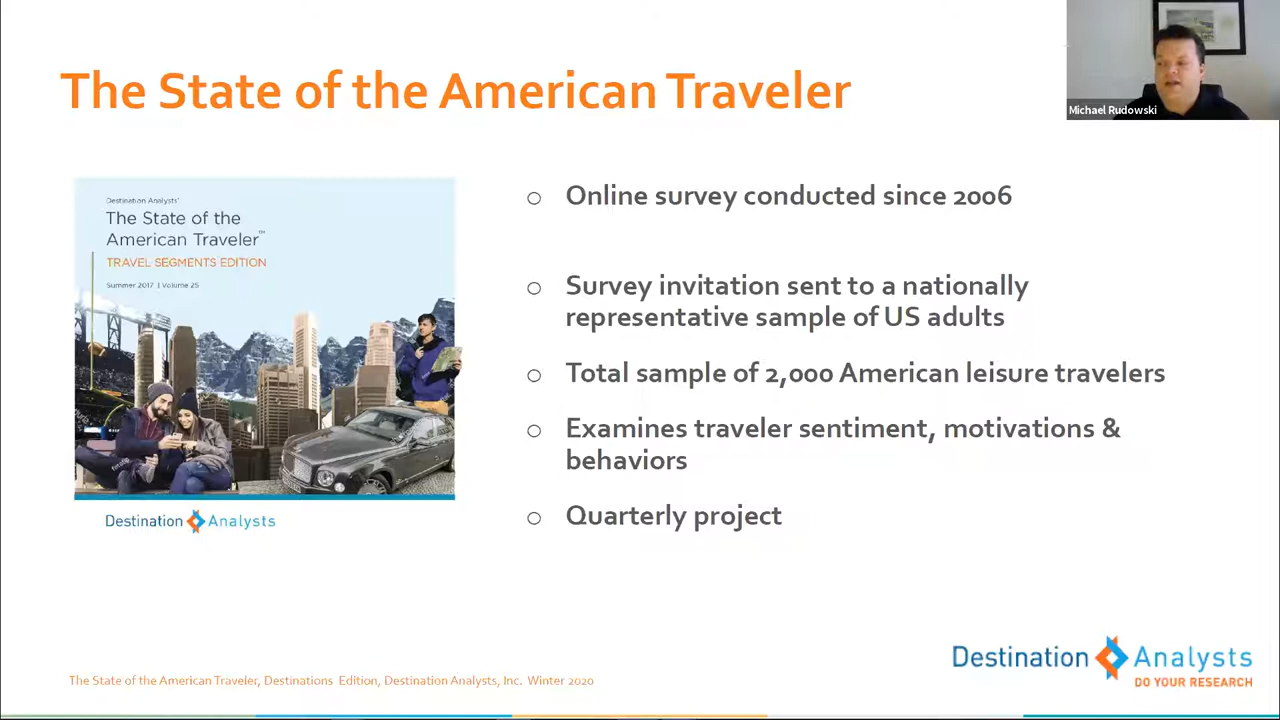 The State of the American Traveler
Michael Rudowski
Destination Analysts'
The State of the
American Traveler™
TRAVEL SEGMENTS EDITION
Summer 2017 | Volume 25
Destination Analysts
○ Online survey conducted since 2006
○ Survey invitation sent to a nationally
representative sample of US adults
○ Total sample of 2,000 American leisure travelers
○ Examines traveler sentiment, motivations &
behaviors
○ Quarterly project
The State of the American Traveler, Destinations Edition, Destination Analysts, Inc. Winter 2020
Destination Analysts
DO YOUR RESEARCH